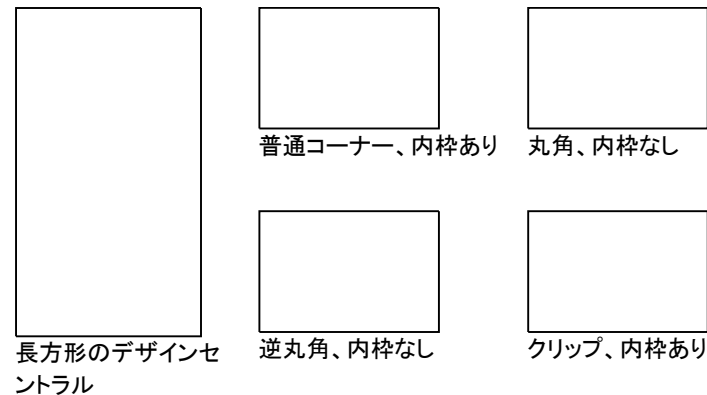 普通コーナー、内枠あり
丸角、内枠なし
長方形のデザインセ
ントラル
逆丸角、内枠なし
クリップ、内枠あり